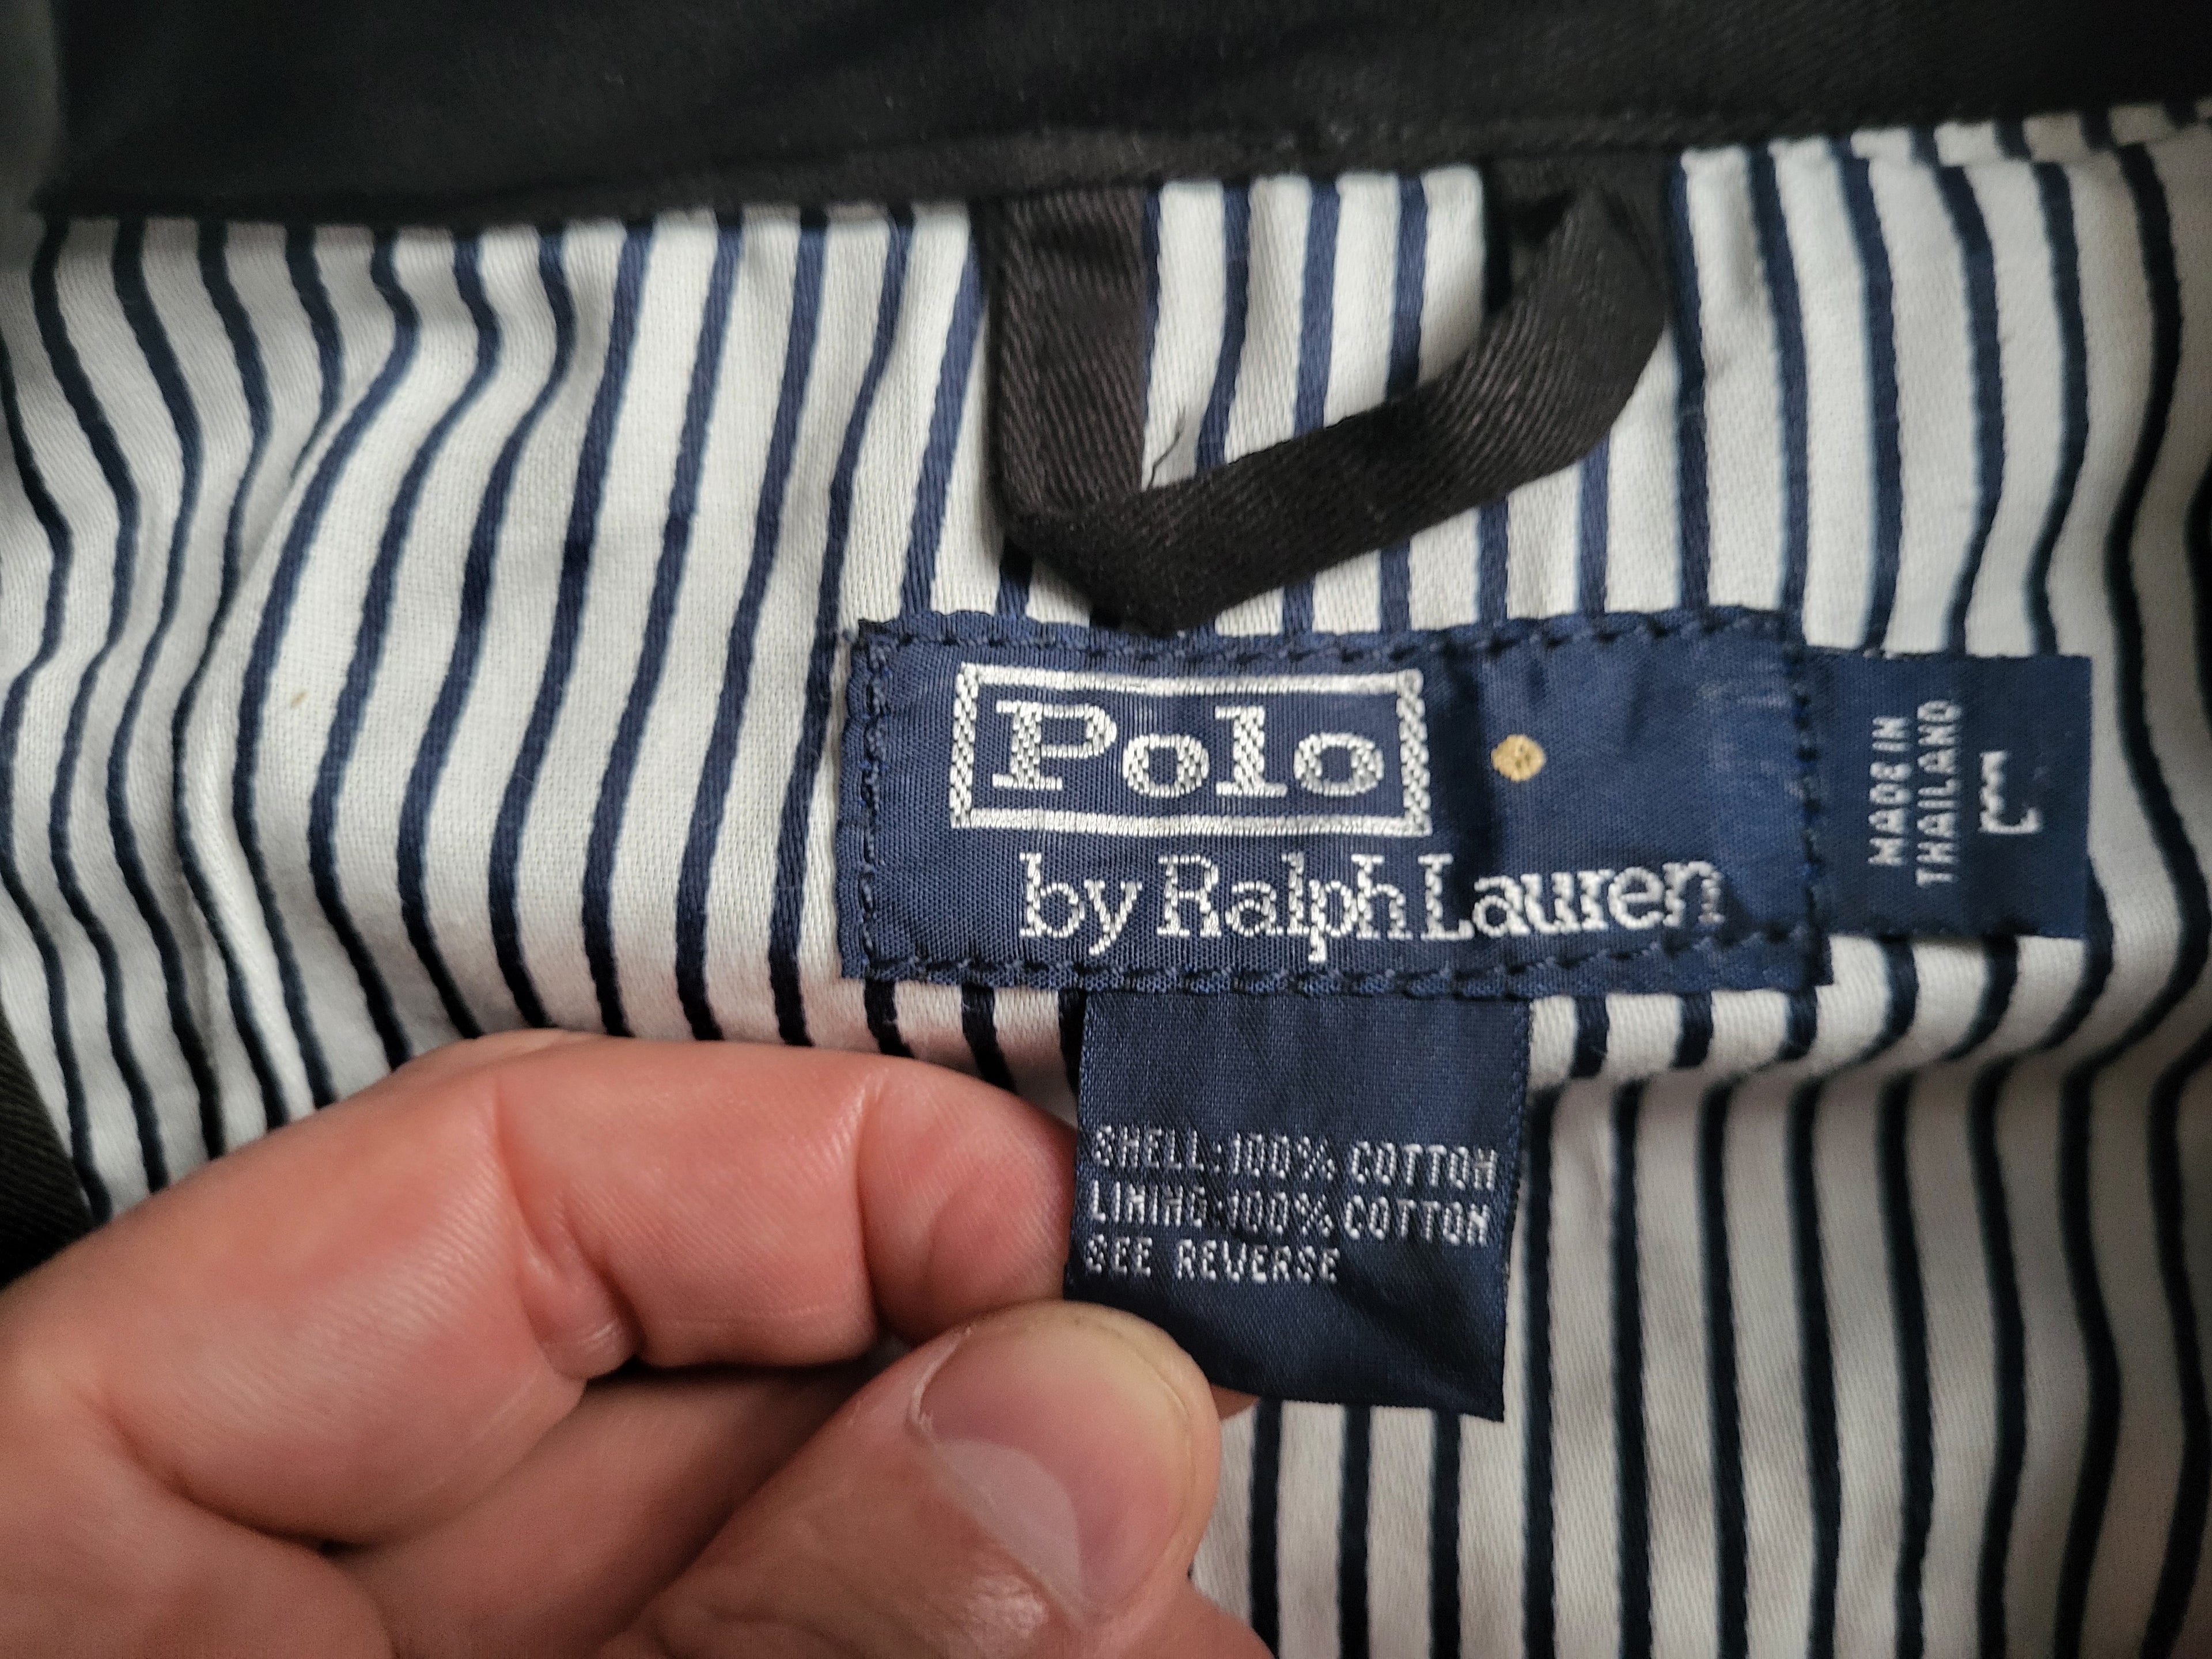 Polo
by Ralph Lauren
MADE IN
THAILAND
L
SHELL:100% COTTON
LINING:100% COTTON
SEE REVERSE